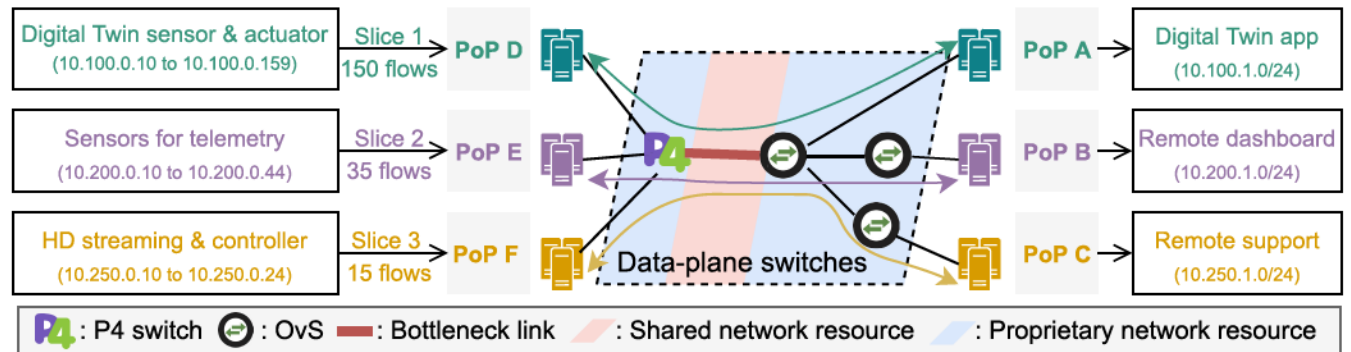 Digital Twin sensor & actuator
(10.100.0.10 to 10.100.0.159)
Slice 1
150 flows
PoP D
PoP A
Digital Twin app
(10.100.1.0/24)
Sensors for telemetry
(10.200.0.10 to 10.200.0.44)
Slice 2
35 flows
PoP E
P4
PoP B
Remote dashboard
(10.200.1.0/24)
HD streaming & controller
(10.250.0.10 to 10.250.0.24)
Slice 3
15 flows
PoP F
Data-plane switches
PoP C
Remote support
(10.250.1.0/24)
P4 : P4 switch : OvS : Bottleneck link : Shared network resource : Proprietary network resource